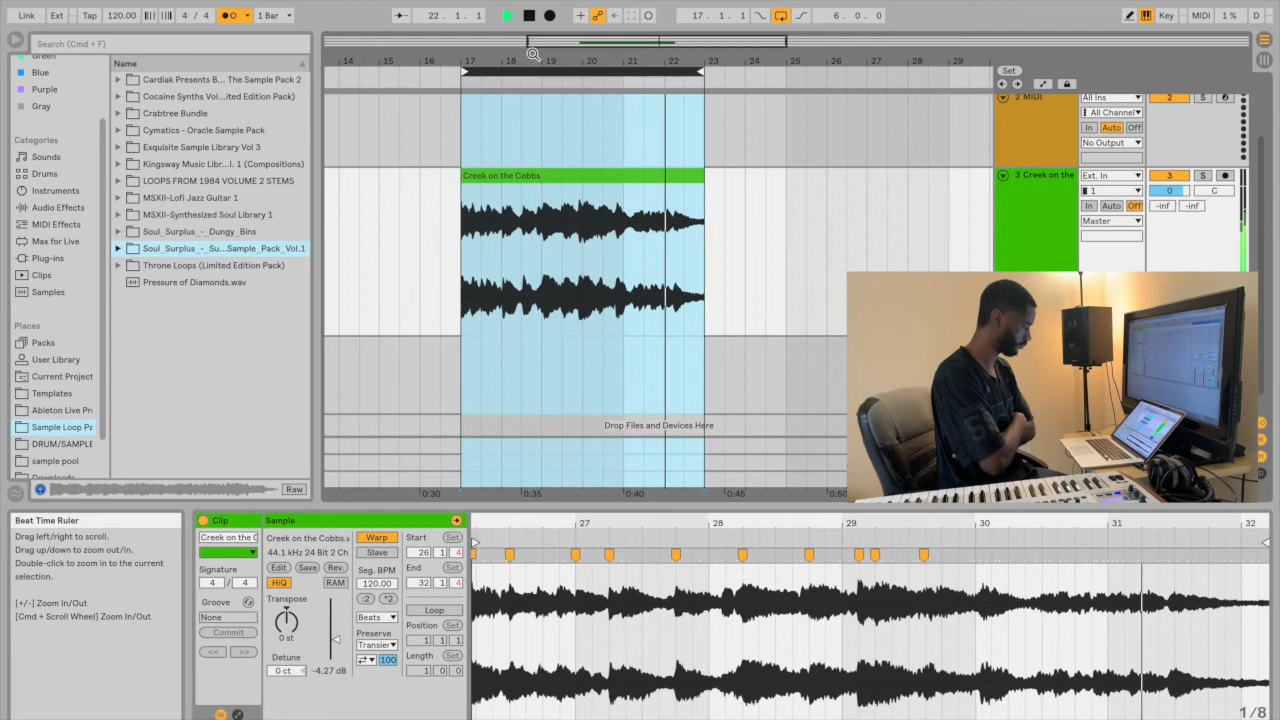 Link Ext Tap 120.00 4 / 4 1 Bar 22 . 1 . 1 17 . 1 . 1 6 . 0 . 0 Key MIDI 1 % D
Search (Cmd + F)
Green
Blue
Purple
Gray
Categories
Sounds
Drums
Instruments
Audio Effects
MIDI Effects
Max for Live
Plug-ins
Clips
Samples
Places
Packs
User Library
Current Project
Templates
Ableton Live Pr
Sample Loop Pa
DRUM/SAMPLE
sample pool
Downloads
Name
Cardiak Presents B... The Sample Pack 2
Cocaine Synths Vol...ited Edition Pack)
Crabtree Bundle
Cymatics - Oracle Sample Pack
Exquisite Sample Library Vol 3
Kingsway Music Libr...l. 1 (Compositions)
LOOPS FROM 1984 VOLUME 2 STEMS
MSXII-Lofi Jazz Guitar 1
MSXII-Synthesized Soul Library 1
Soul_Surplus_-_Dungy_Bins
Soul_Surplus_-_Su...Sample_Pack_Vol.1
Throne Loops (Limited Edition Pack)
Pressure of Diamonds.wav
Raw
14 15 16 17 18 19 20 21 22 23 24 25 26 27 28 29
Creek on the Cobbs
Drop Files and Devices Here
0:30 0:35 0:40 0:45 0:50
Set
2 MIDI
All Ins
All Channel
In Auto Off
No Output
2 S
3 Creek on the
Ext. In
1
In Auto Off
Master
3 S
0 C
-inf -inf
Beat Time Ruler
Drag left/right to scroll.
Drag up/down to zoom out/in.
Double-click to zoom in to the current
selection.
[+/-] Zoom In/Out
[Cmd + Scroll Wheel] Zoom In/Out
Clip
Creek on the C
Signature
4 / 4
Groove
None
Commit
<< >>
Sample
Creek on the Cobbs.w
44.1 kHz 24 Bit 2 Ch
Edit Save Rev.
HiQ RAM
Transpose
0 st
Detune
0 ct -4.27 dB
Warp
Slave
Seg. BPM
120.00
:2 *2
Beats
Preserve
Transier
100
Start Set
26 1 4
End Set
32 1 4
Loop
Position Set
1 1 1
Length Set
1 0 0
27 28 29 30 31 32
1/8